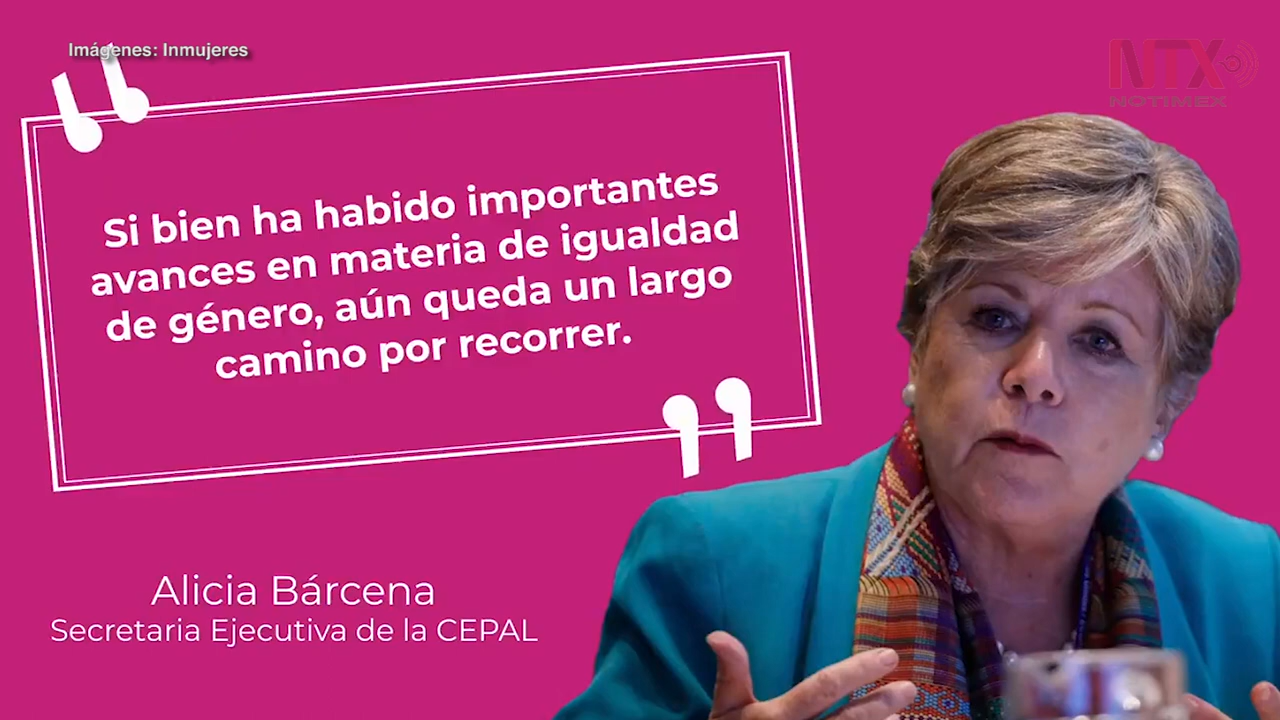 Imágenes: Inmujeres
NTX
NOTIMEX
Si bien ha habido importantes
avances en materia de igualdad
de género, aún queda un largo
camino por recorrer.
Alicia Bárcena
Secretaria Ejecutiva de la CEPAL